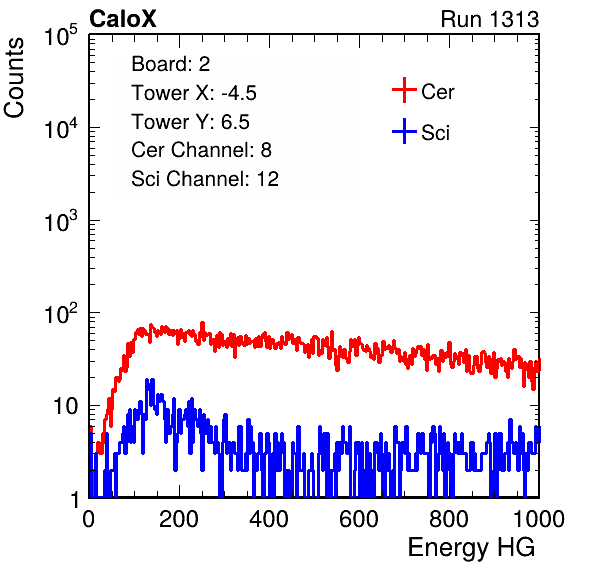 CaloX Run 1313
Counts
10^5
10^4
10^3
10^2
10
1
Board: 2
Tower X: -4.5
Tower Y: 6.5
Cer Channel: 8
Sci Channel: 12
Cer
Sci
0 200 400 600 800 1000
Energy HG